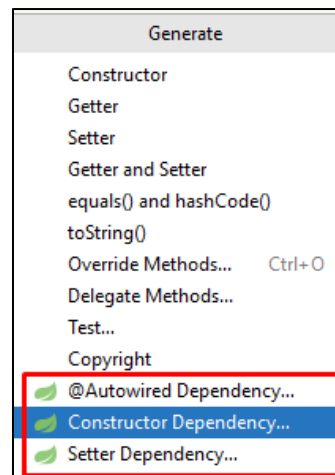 Generate
Constructor
Getter
Setter
Getter and Setter
equals() and hashCode()
toString()
Override Methods... Ctrl+O
Delegate Methods...
Test...
Copyright
@Autowired Dependency...
Constructor Dependency...
Setter Dependency...